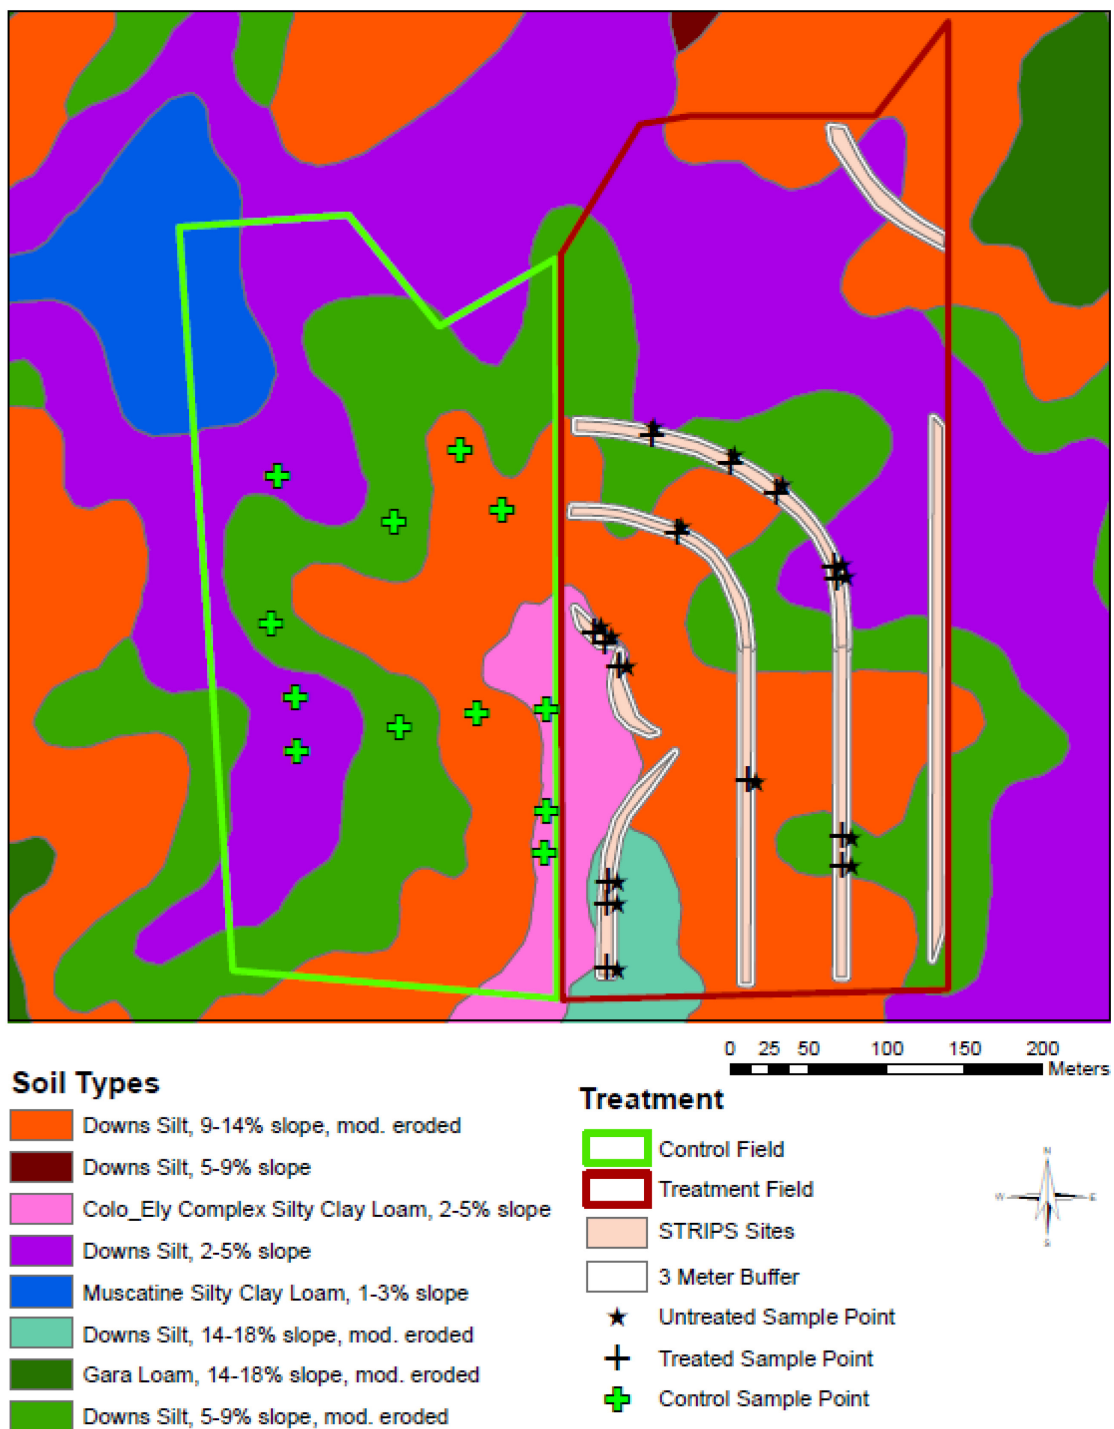 0 25 50 100 150 200
Meters
Soil Types
Downs Silt, 9-14% slope, mod. eroded
Downs Silt, 5-9% slope
Colo_Ely Complex Silty Clay Loam, 2-5% slope
Downs Silt, 2-5% slope
Muscatine Silty Clay Loam, 1-3% slope
Downs Silt, 14-18% slope, mod. eroded
Gara Loam, 14-18% slope, mod. eroded
Downs Silt, 5-9% slope, mod. eroded
Treatment
Control Field
Treatment Field
STRIPS Sites
3 Meter Buffer
Untreated Sample Point
Treated Sample Point
Control Sample Point
N
W E
S